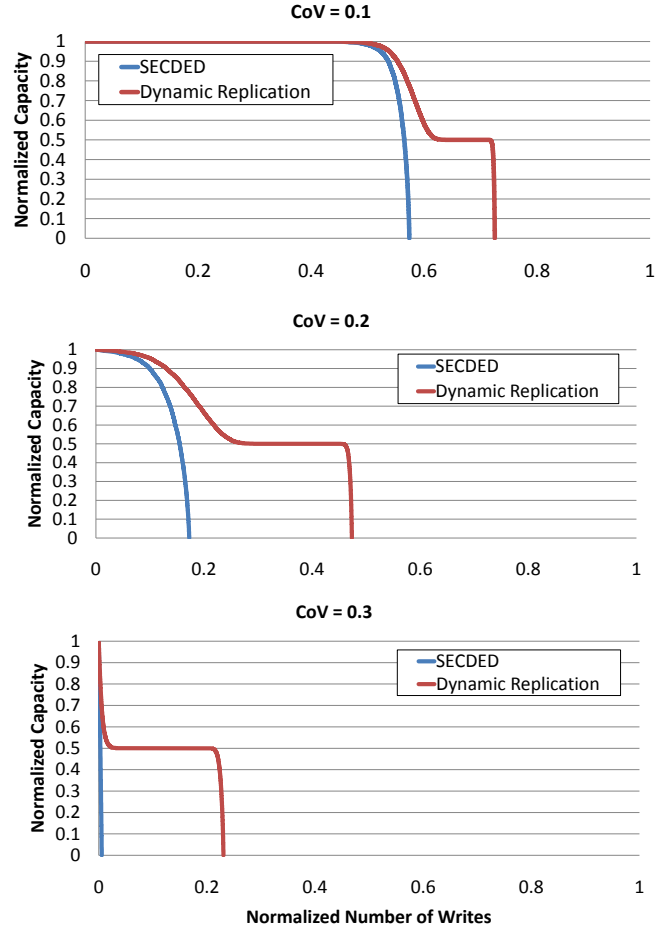 CoV = 0.1
Normalized Capacity
1
0.9
0.8
0.7
0.6
0.5
0.4
0.3
0.2
0.1
0
SECDED
Dynamic Replication
0 0.2 0.4 0.6 0.8 1
CoV = 0.2
Normalized Capacity
1
0.9
0.8
0.7
0.6
0.5
0.4
0.3
0.2
0.1
0
SECDED
Dynamic Replication
0 0.2 0.4 0.6 0.8 1
CoV = 0.3
Normalized Capacity
1
0.9
0.8
0.7
0.6
0.5
0.4
0.3
0.2
0.1
0
SECDED
Dynamic Replication
0 0.2 0.4 0.6 0.8 1
Normalized Number of Writes